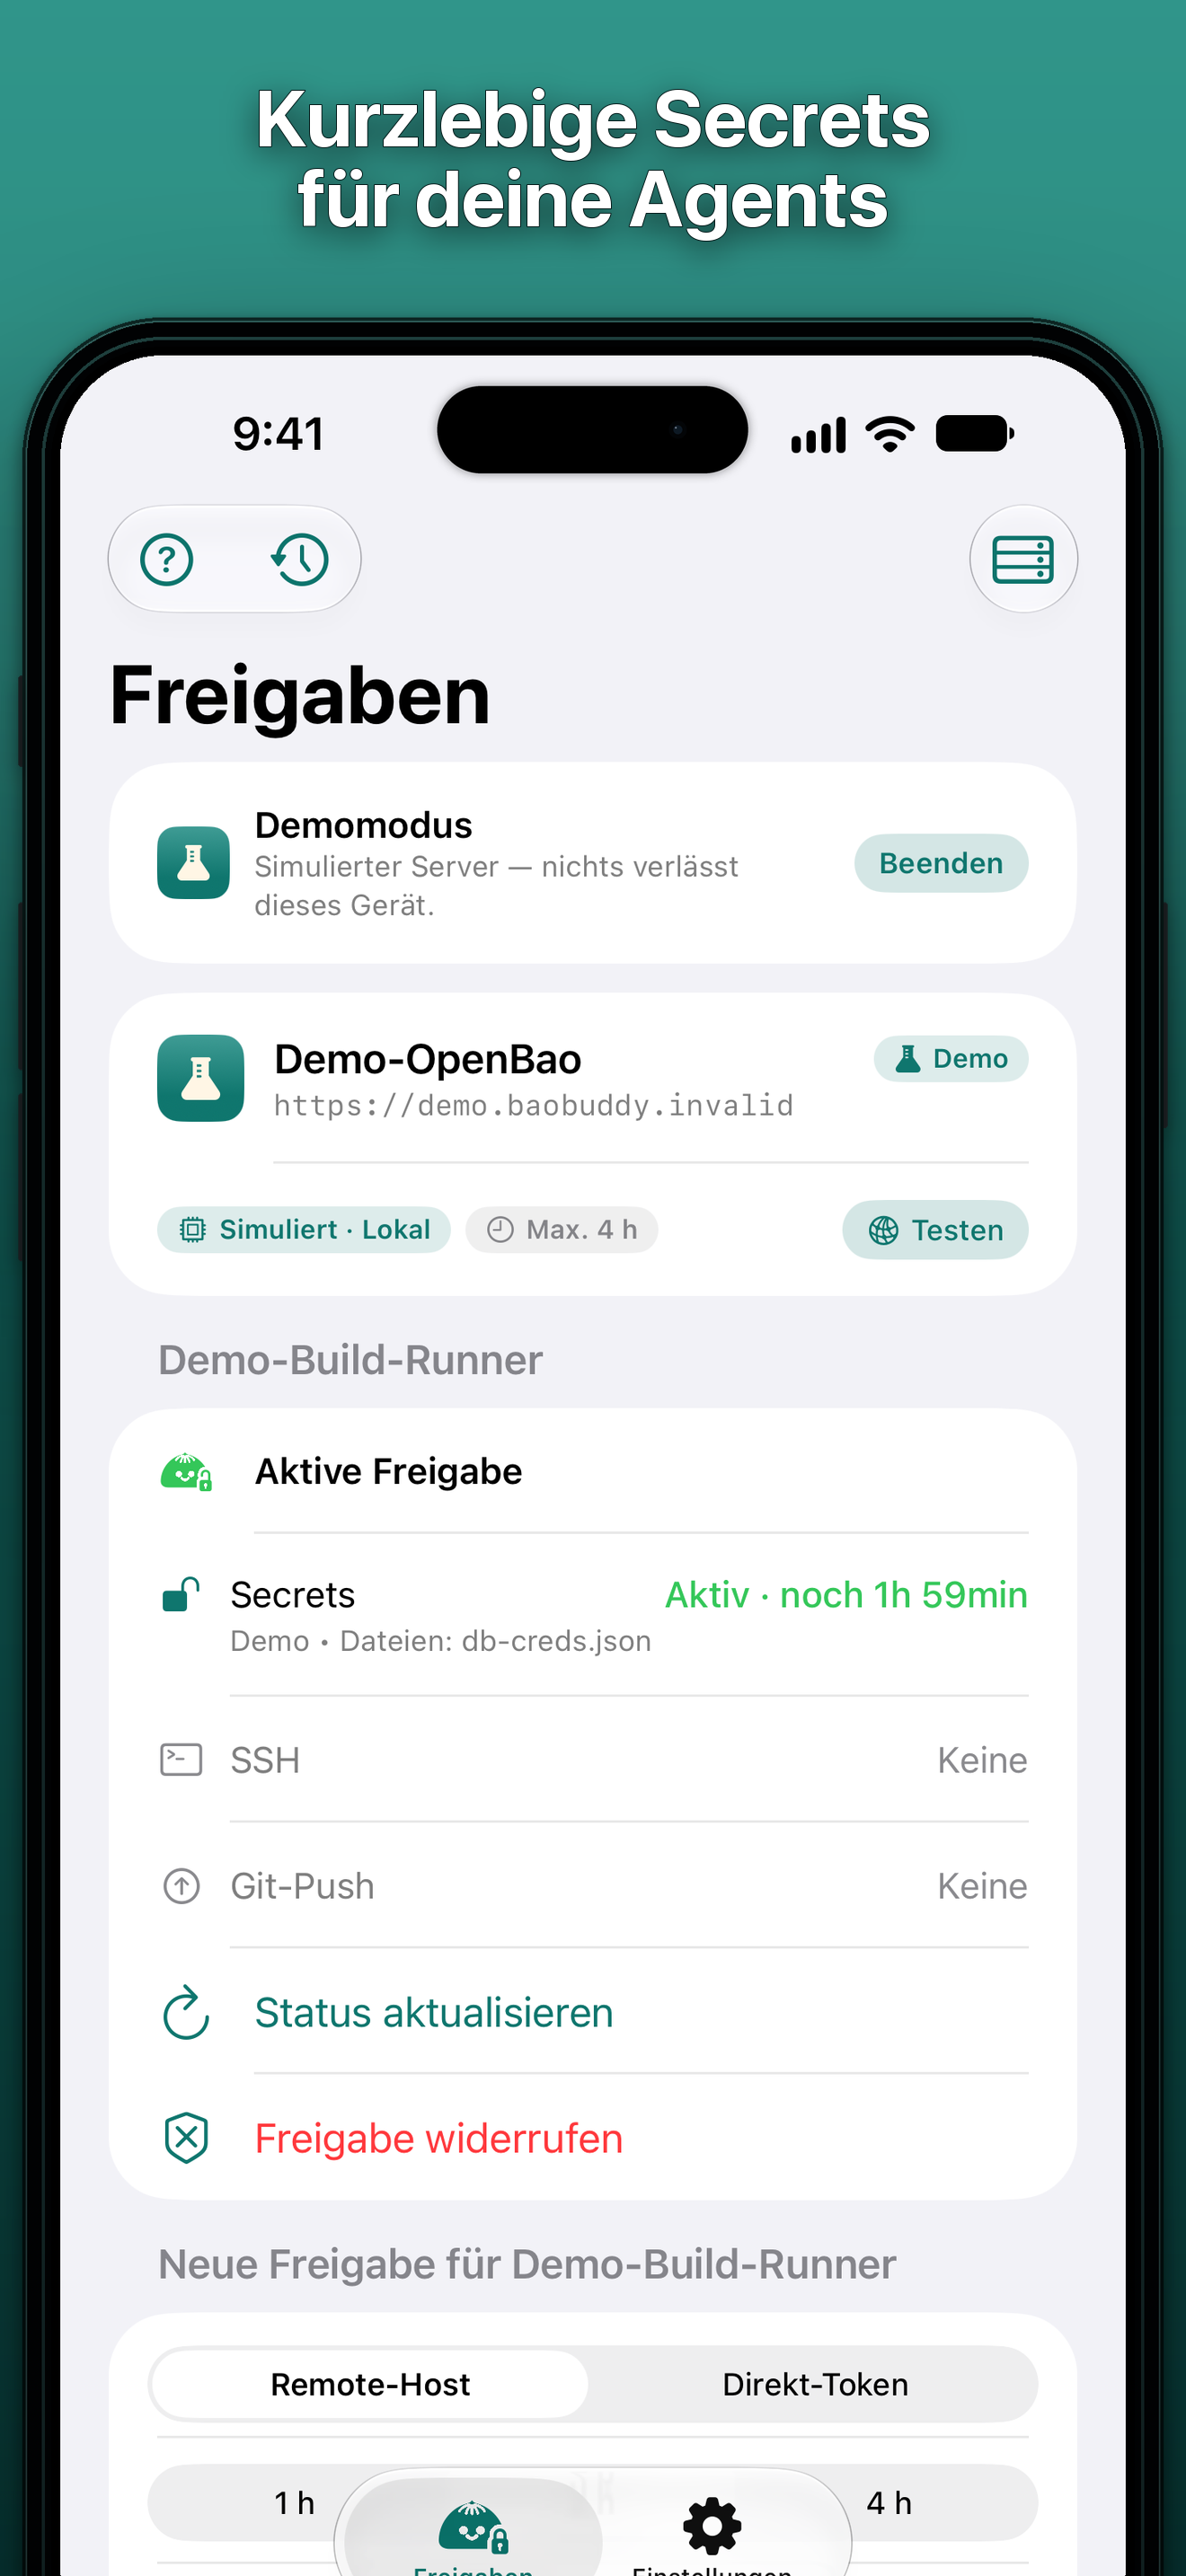 Kurzlebige Secrets
für deine Agents
9:41
Freigaben
Demomodus
Simulierter Server — nichts verlässt
dieses Gerät.
Beenden
Demo-OpenBao
Demo
https://demo.baobuddy.invalid
Simuliert · Lokal
Max. 4 h
Testen
Demo-Build-Runner
Aktive Freigabe
Secrets
Aktiv · noch 1h 59min
Demo • Dateien: db-creds.json
SSH
Keine
Git-Push
Keine
Status aktualisieren
Freigabe widerrufen
Neue Freigabe für Demo-Build-Runner
Remote-Host
Direkt-Token
1 h
4 h
Freigaben
Einstellungen